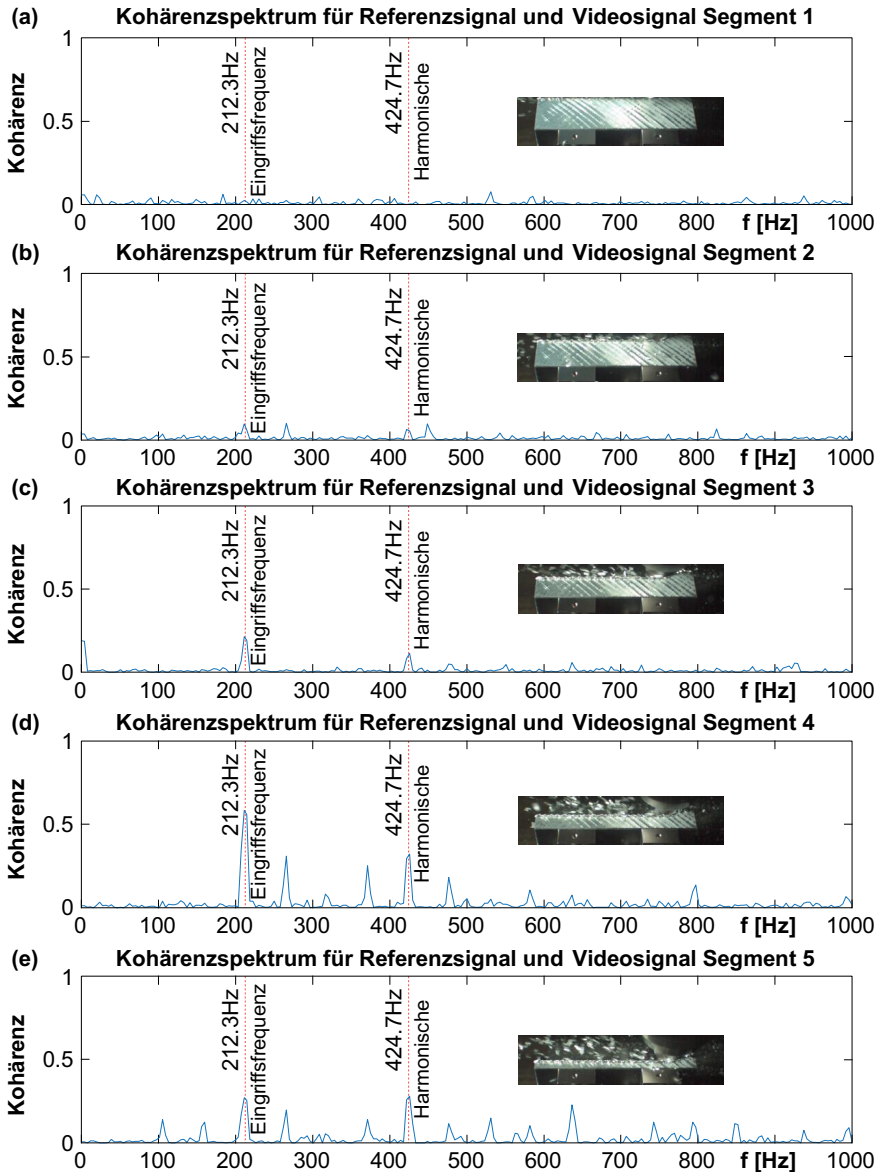 (a) Kohärenzspektrum für Referenzsignal und Videosignal Segment 1
Kohärenz
1
0.5
0
212.3Hz
Eingriffsfrequenz
424.7Hz
Harmonische
0 100 200 300 400 500 600 700 800 f [Hz] 1000
(b) Kohärenzspektrum für Referenzsignal und Videosignal Segment 2
Kohärenz
1
0.5
0
212.3Hz
Eingriffsfrequenz
424.7Hz
Harmonische
0 100 200 300 400 500 600 700 800 f [Hz] 1000
(c) Kohärenzspektrum für Referenzsignal und Videosignal Segment 3
Kohärenz
1
0.5
0
212.3Hz
Eingriffsfrequenz
424.7Hz
Harmonische
0 100 200 300 400 500 600 700 800 f [Hz] 1000
(d) Kohärenzspektrum für Referenzsignal und Videosignal Segment 4
Kohärenz
1
0.5
0
212.3Hz
Eingriffsfrequenz
424.7Hz
Harmonische
0 100 200 300 400 500 600 700 800 f [Hz] 1000
(e) Kohärenzspektrum für Referenzsignal und Videosignal Segment 5
Kohärenz
1
0.5
0
212.3Hz
Eingriffsfrequenz
424.7Hz
Harmonische
0 100 200 300 400 500 600 700 800 f [Hz] 1000